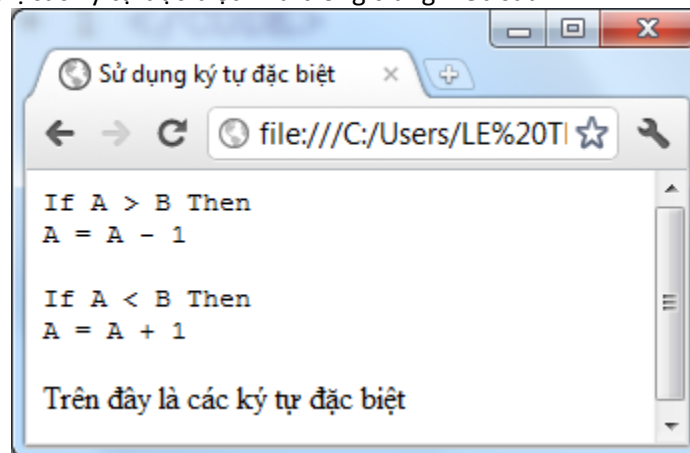 Sử dụng ký tự đặc biệt
file:///C:/Users/LE%20T
If A > B Then
A = A - 1
If A < B Then
A = A + 1
Trên đây là các ký tự đặc biệt